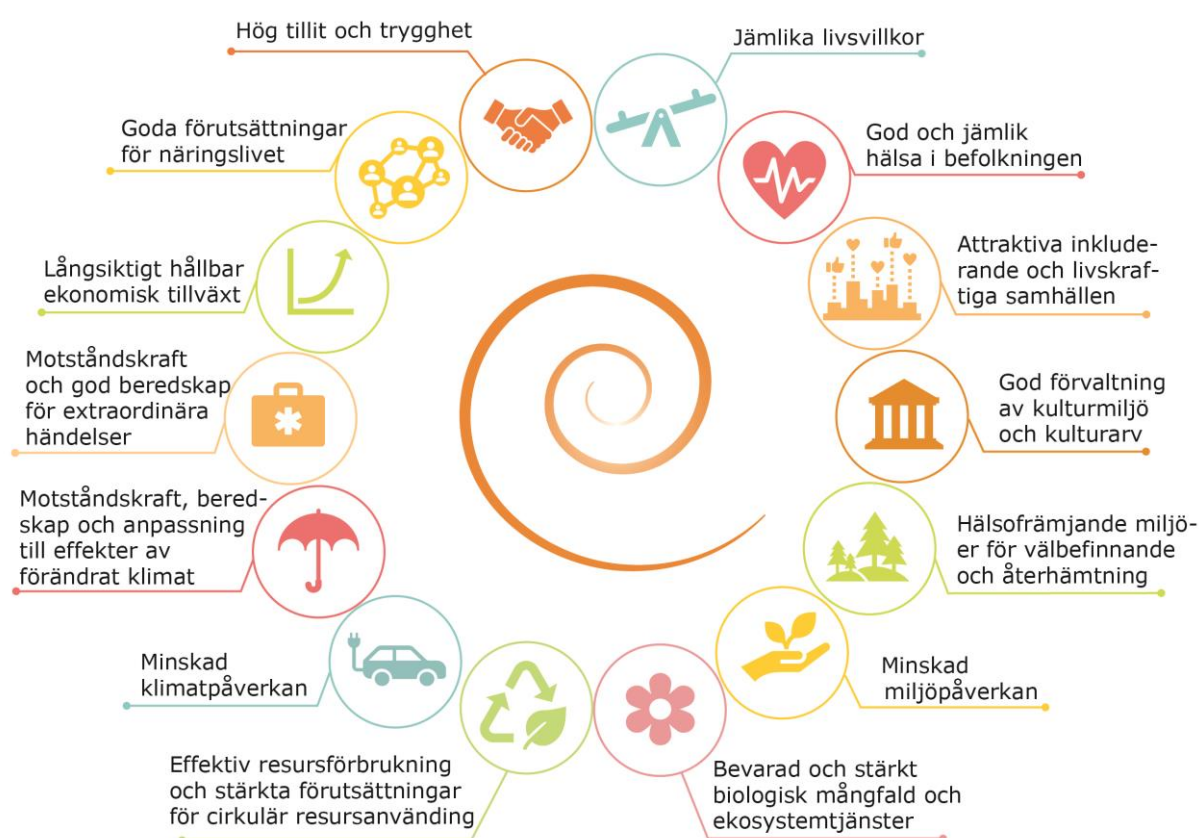 Hög tillit och trygghet
Jämlika livsvillkor
God och jämlik
hälsa i befolkningen
Attraktiva inklude-
rande och livskraf-
tiga samhällen
God förvaltning
av kulturmiljö
och kulturarv
Hälsofrämjande miljö-
er för välbefinnande
och återhämtning
Minskad
miljöpåverkan
Bevarad och stärkt
biologisk mångfald och
ekosystemtjänster
Effektiv resursförbrukning
och stärkta förutsättningar
för cirkulär resursanvänding
Minskad
klimatpåverkan
Motståndskraft, bered-
skap och anpassning
till effekter av
förändrat klimat
Motståndskraft
och god beredskap
för extraordinära
händelser
Långsiktigt hållbar
ekonomisk tillväxt
Goda förutsättningar
för näringslivet